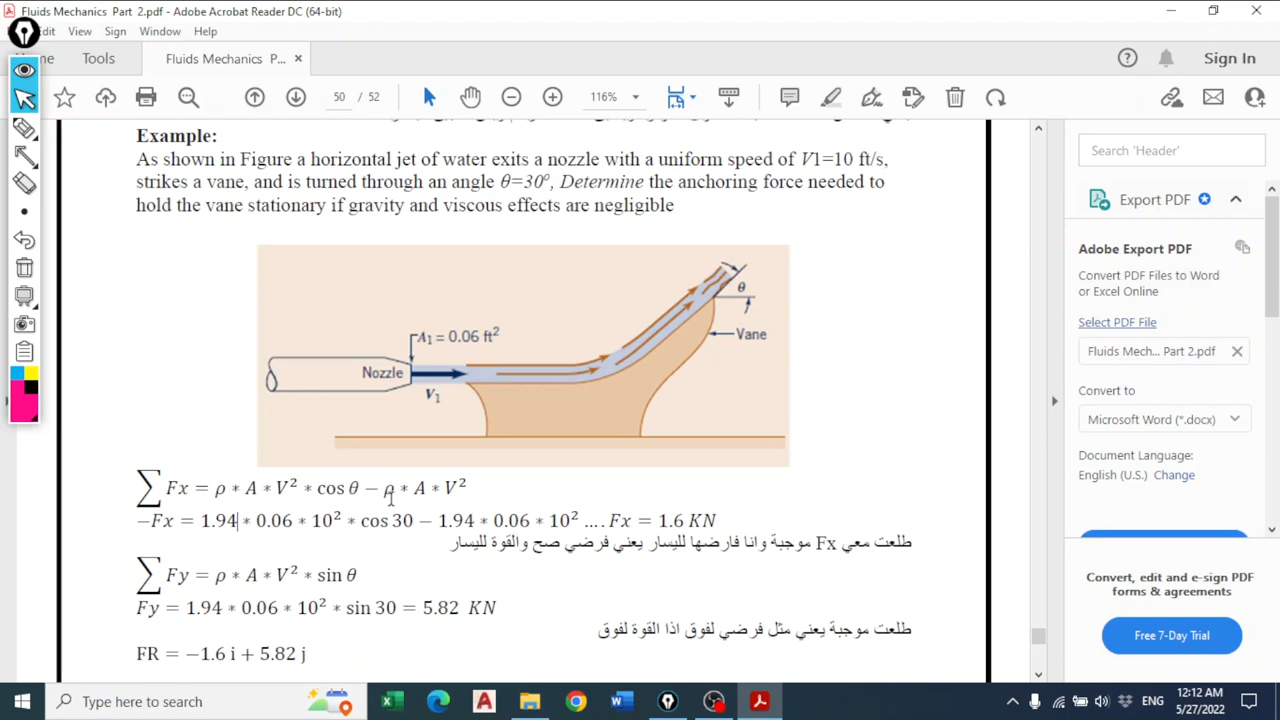 Fluids Mechanics Part 2.pdf - Adobe Acrobat Reader DC (64-bit)
View Sign Window Help
Tools Fluids Mechanics P... × Sign In
50 / 52 116%
Example:
As shown in Figure a horizontal jet of water exits a nozzle with a uniform speed of V1=10 ft/s,
strikes a vane, and is turned through an angle θ=30°, Determine the anchoring force needed to
hold the vane stationary if gravity and viscous effects are negligible
θ
A₁ = 0.06 ft²
Vane
Nozzle
V₁
∑ Fx = ρ * A * V² * cos θ − ρ * A * V²
−Fx = 1.94 * 0.06 * 10² * cos 30 − 1.94 * 0.06 * 10² .... Fx = 1.6 KN
طلعت معي Fx موجبة وانا فارضها لليسار يعني فرضي صح والقوة لليسار
∑ Fy = ρ * A * V² * sin θ
Fy = 1.94 * 0.06 * 10² * sin 30 = 5.82 KN
طلعت موجبة يعني مثل فرضي لفوق اذا القوة لفوق
FR = −1.6 i + 5.82 j
Search 'Header'
Export PDF
Adobe Export PDF
Convert PDF Files to Word
or Excel Online
Select PDF File
Fluids Mech... Part 2.pdf ×
Convert to
Microsoft Word (*.docx)
Document Language:
English (U.S.) Change
Convert, edit and e-sign PDF
forms & agreements
Free 7-Day Trial
Type here to search
ENG
12:12 AM
5/27/2022